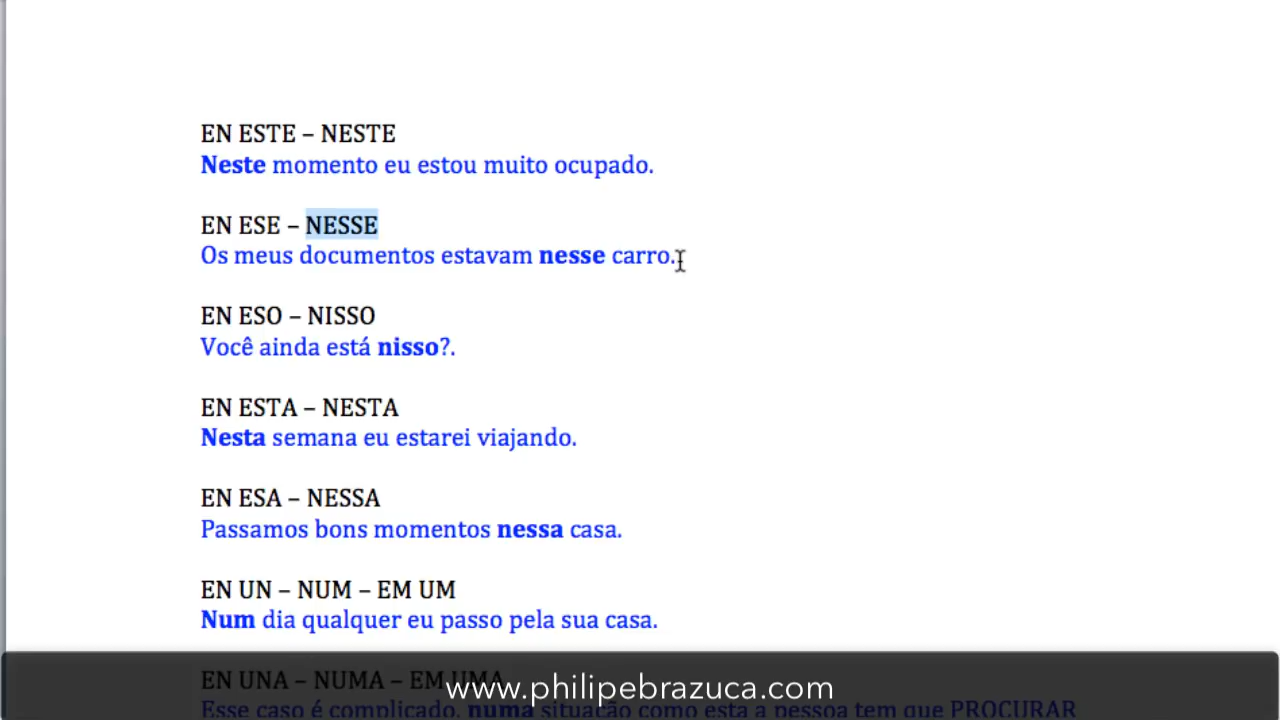 EN ESTE – NESTE
Neste momento eu estou muito ocupado.
EN ESE – NESSE
Os meus documentos estavam nesse carro.
EN ESO – NISSO
Você ainda está nisso?.
EN ESTA – NESTA
Nesta semana eu estarei viajando.
EN ESA – NESSA
Passamos bons momentos nessa casa.
EN UN – NUM – EM UM
Num dia qualquer eu passo pela sua casa.
EN UNA – NUMA – EM UMA
www.philipebrazuca.com
Esse caso é complicado, numa situação como esta a pessoa tem que PROCURAR